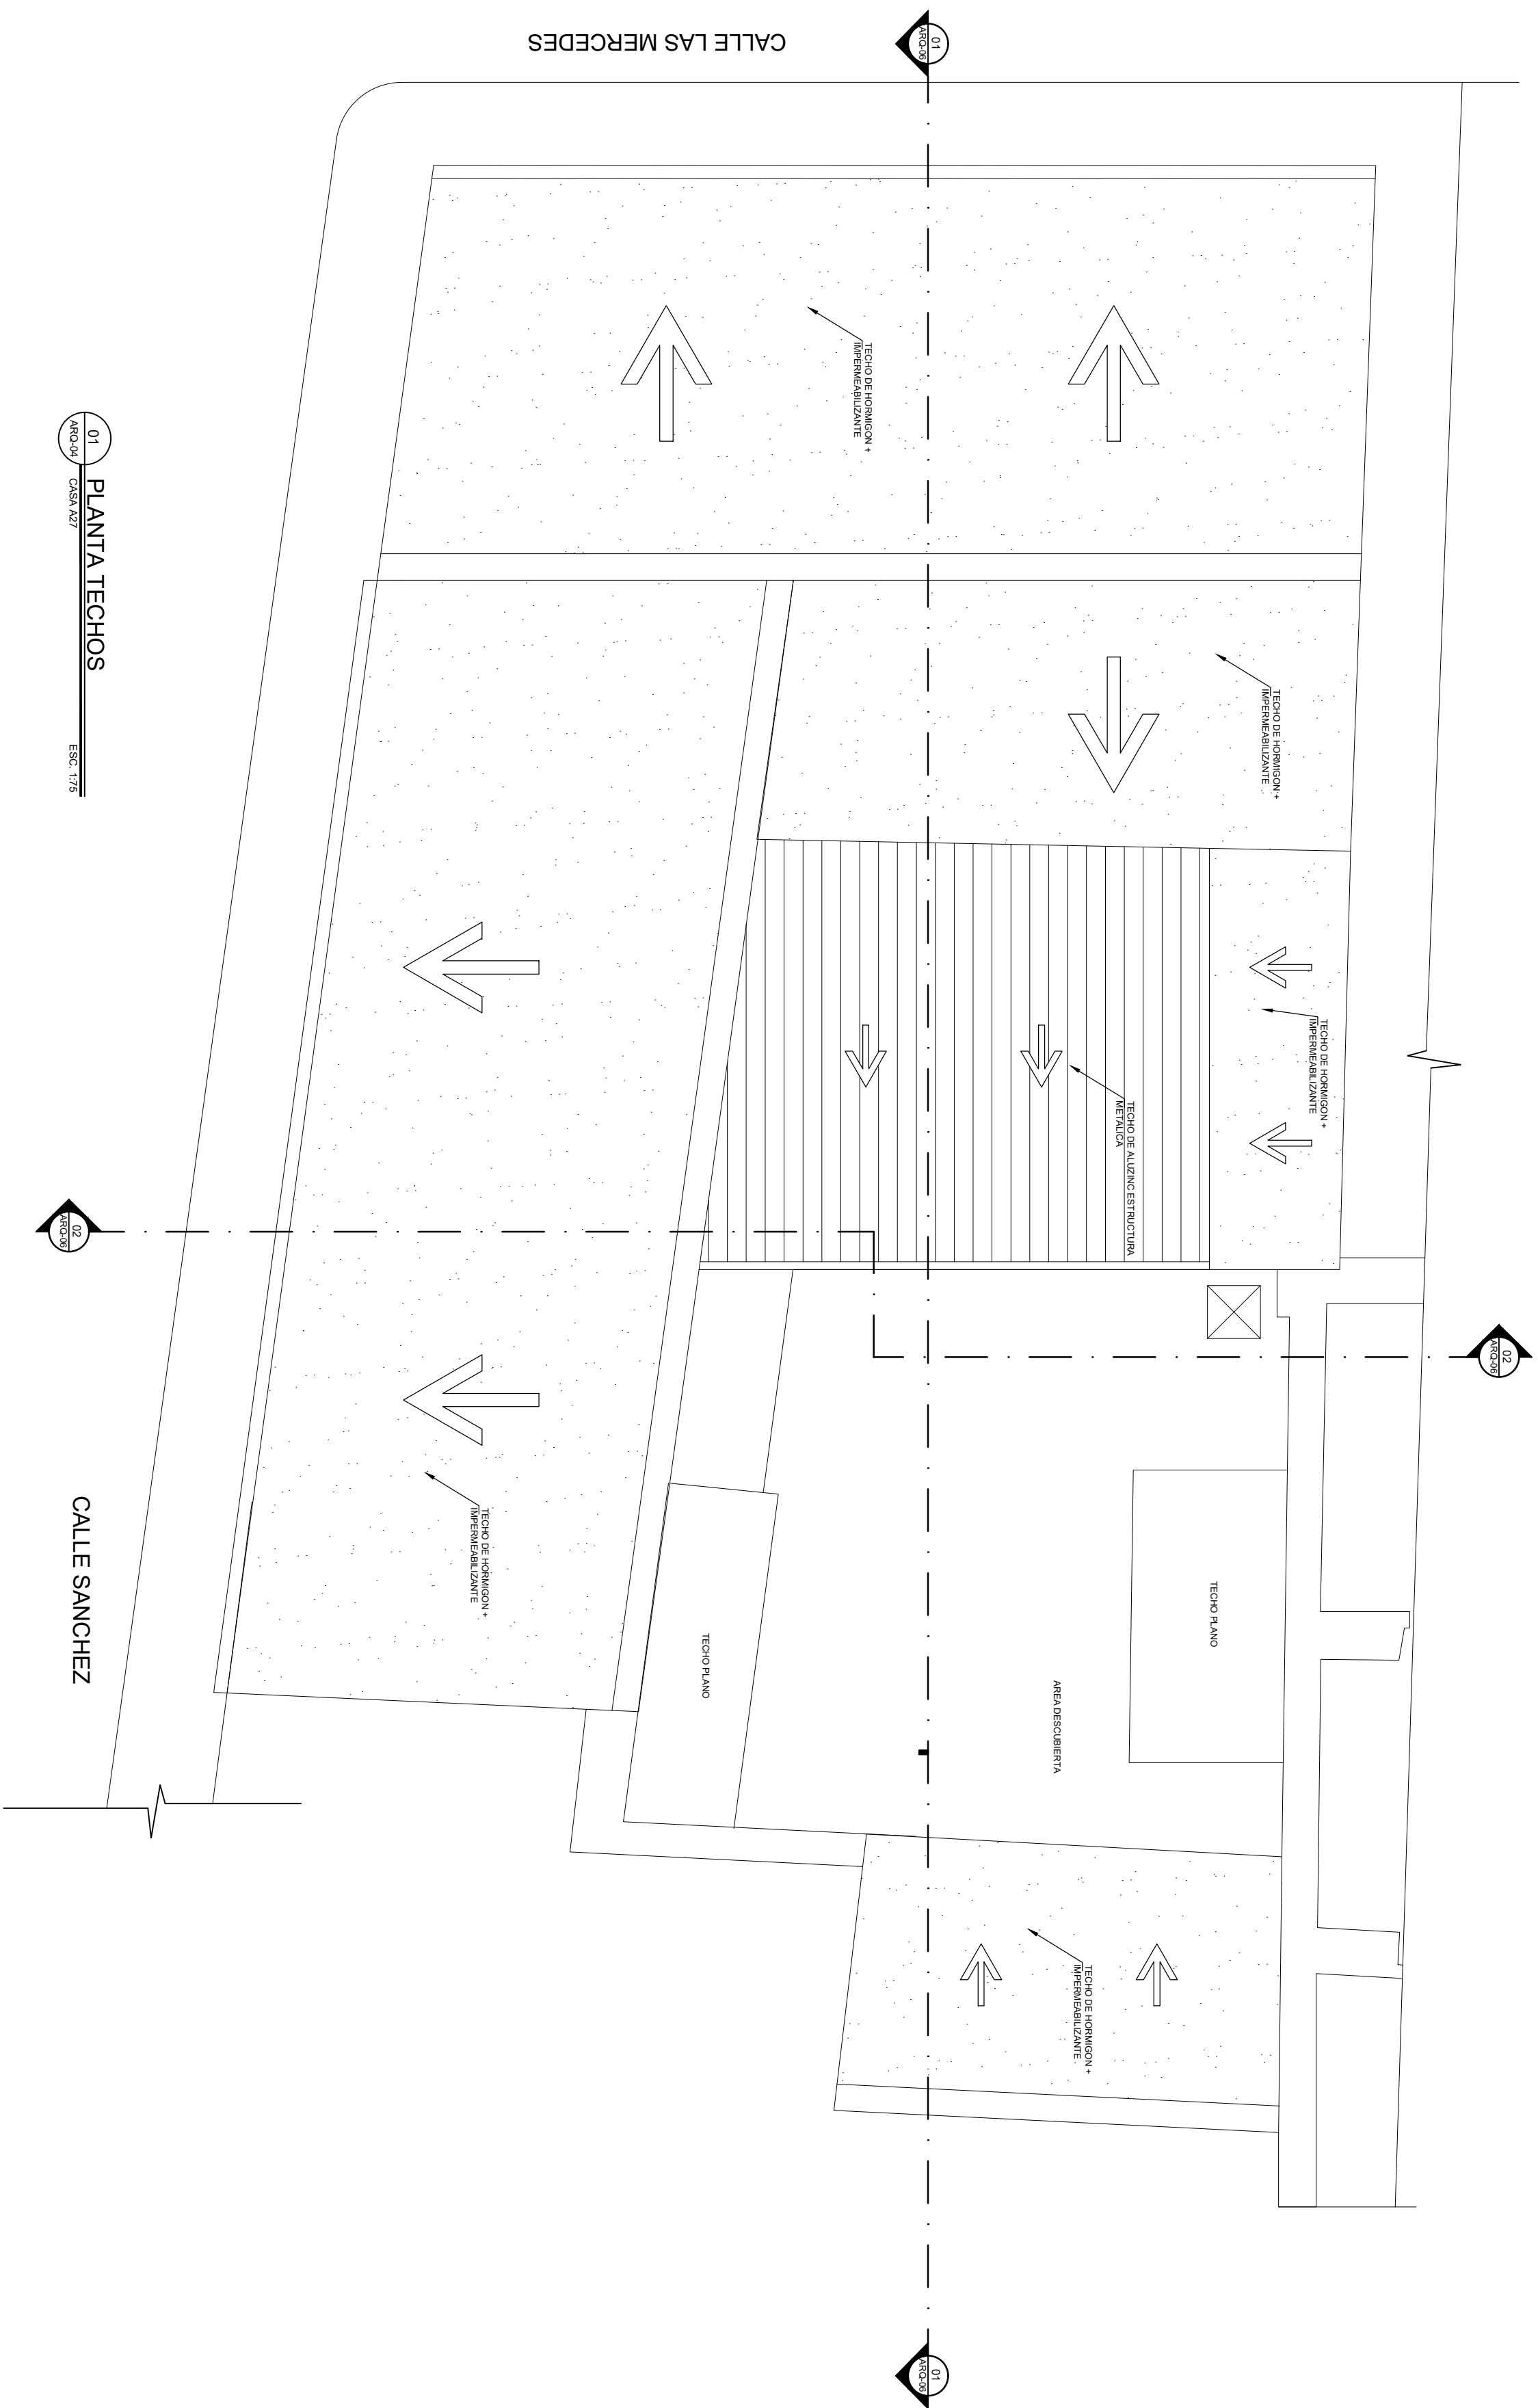 CALLE LAS MERCEDES
01
ARQ-06
TECHO DE HORMIGON +
IMPERMEABILIZANTE
TECHO DE HORMIGON +
IMPERMEABILIZANTE
TECHO DE HORMIGON +
IMPERMEABILIZANTE
TECHO DE ALUZINC ESTRUCTURA
METALICA
02
ARQ-06
02
ARQ-06
TECHO DE HORMIGON +
IMPERMEABILIZANTE
TECHO PLANO
TECHO PLANO
AREA DESCUBIERTA
TECHO DE HORMIGON +
IMPERMEABILIZANTE
01
ARQ-06
CALLE SANCHEZ
01
ARQ-04
PLANTA TECHOS
CASA A27
ESC. 1:75